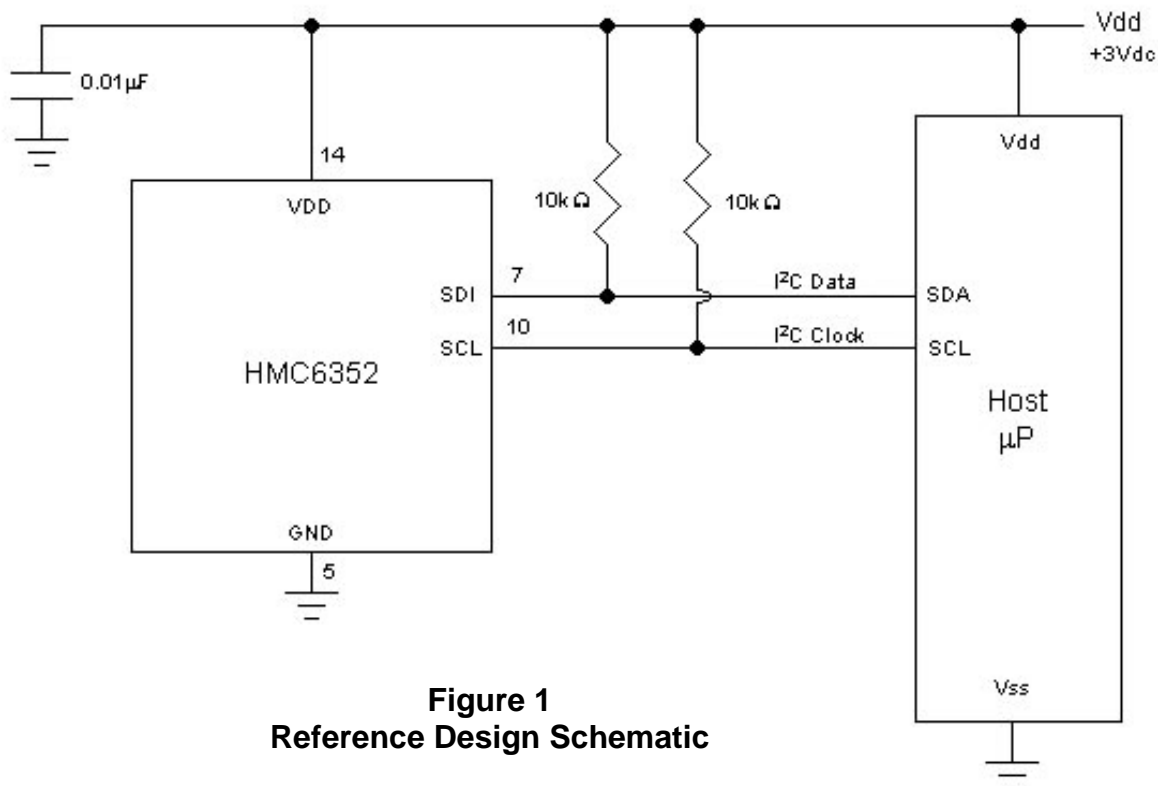 Vdd
+3Vdc
0.01µF
14
VDD
Vdd
10kΩ
10kΩ
7
I²C Data
SDI
SDA
10
I²C Clock
SCL
SCL
HMC6352
Host
µP
GND
5
Vss
Figure 1
Reference Design Schematic